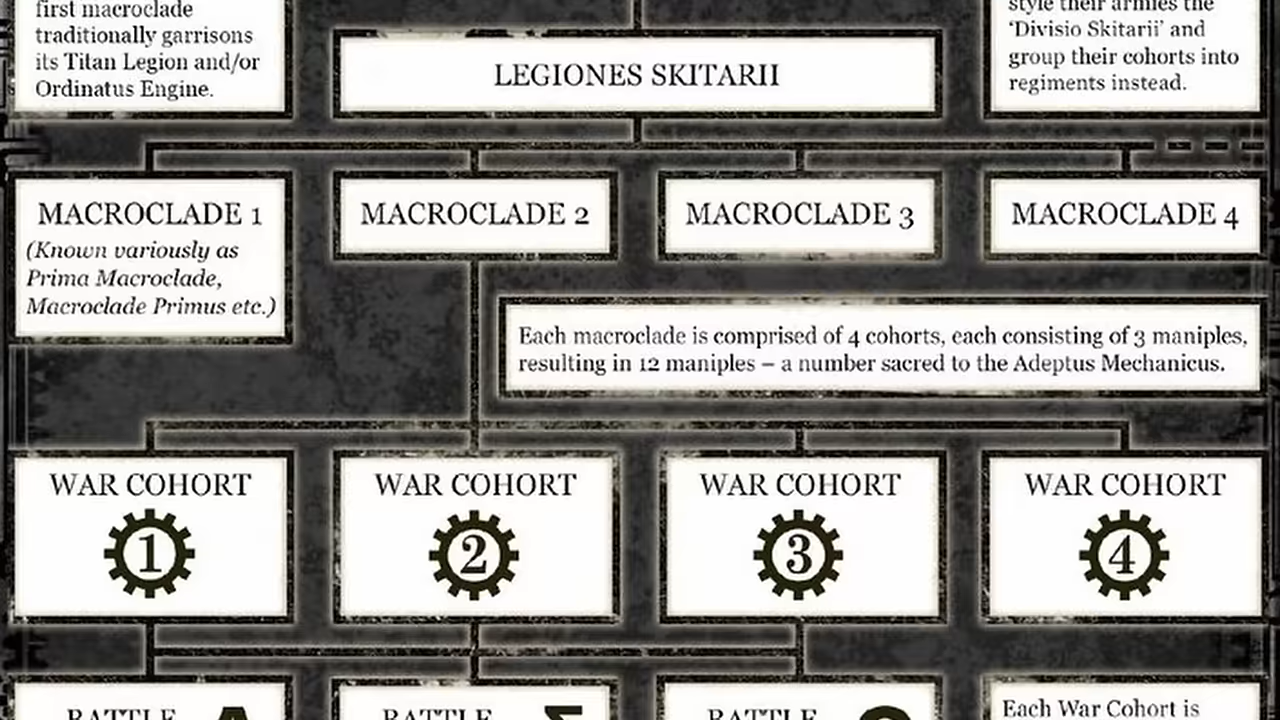 first macroclade
traditionally garrisons
its Titan Legion and/or
Ordinatus Engine.
style their armies the
‘Divisio Skitarii’ and
group their cohorts into
regiments instead.
LEGIONES SKITARII
MACROCLADE 1
(Known variously as
Prima Macroclade,
Macroclade Primus etc.)
MACROCLADE 2
MACROCLADE 3
MACROCLADE 4
Each macroclade is comprised of 4 cohorts, each consisting of 3 maniples,
resulting in 12 maniples – a number sacred to the Adeptus Mechanicus.
WAR COHORT
1
WAR COHORT
2
WAR COHORT
3
WAR COHORT
4
BATTLE
BATTLE
BATTLE
Each War Cohort is